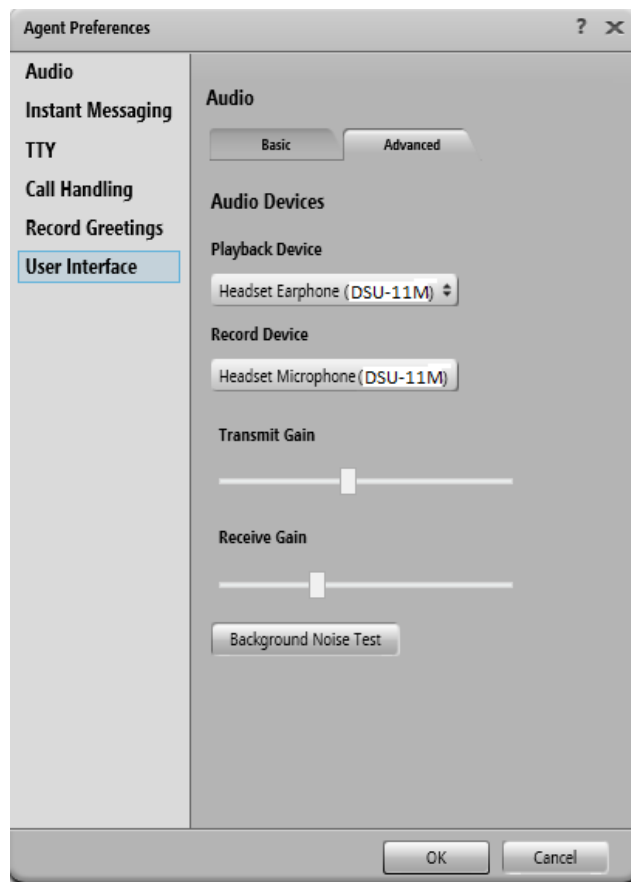 Agent Preferences ?
Audio
Instant Messaging
TTY
Call Handling
Record Greetings
User Interface
Audio
Basic Advanced
Audio Devices
Playback Device
Headset Earphone (DSU-11M)
Record Device
Headset Microphone(DSU-11M)
Transmit Gain
Receive Gain
Background Noise Test
OK Cancel